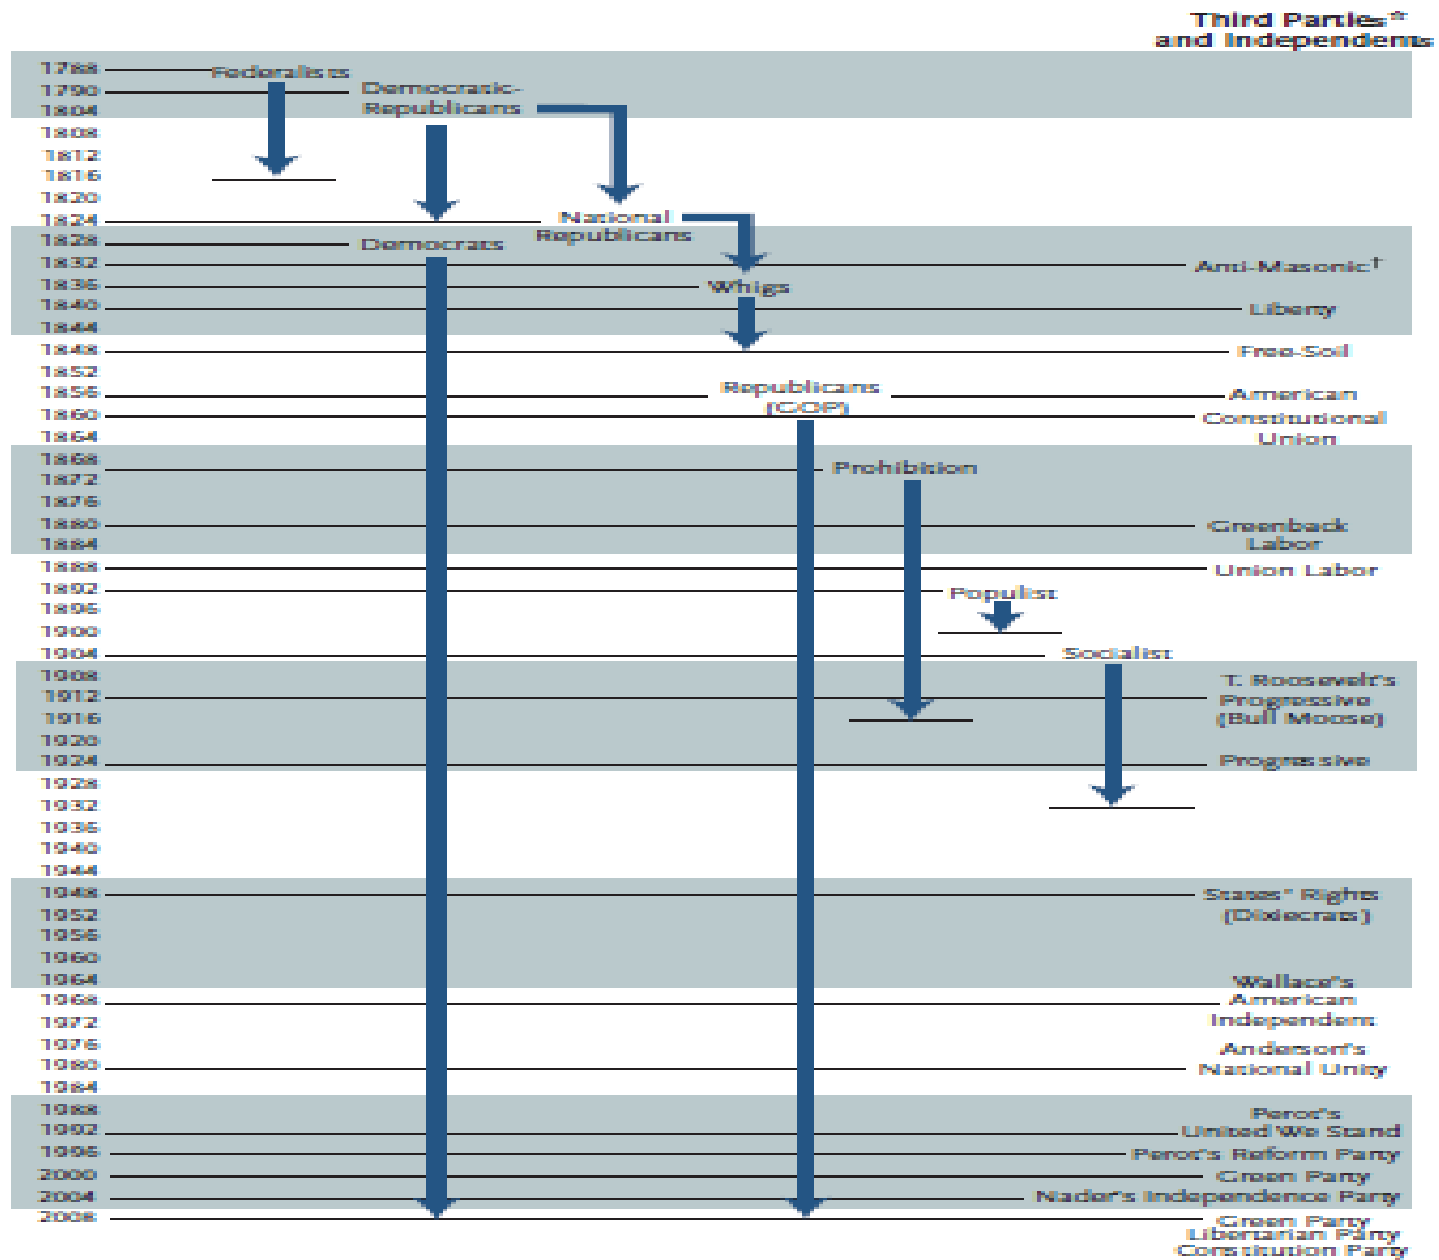 Third Parties*
and Independents
1788 Federalists
1790 Democratic-
1804 Republicans
1808
1812
1816
1820
1824 National
Republicans
1828 Democrats
1832 Anti-Masonic†
1836 Whigs
1840 Liberty
1844
1848 Free-Soil
1852
1856 Republicans American
(GOP)
1860 Constitutional
1864 Union
1868
Prohibision
1872
1876
1880 Greenback
1884 Labor
1888 Union Labor
1892 Populist
1896
1900
1904 Socialist
1908 T. Roosevelt's
1912 Progressive
1916 (Bull Moose)
1920
1924 Progressive
1928
1932
1936
1940
1944
1948 States' Rights
1952 (Dixiecrats)
1956
1960
1964 Wallace's
1968 American
1972 Independent
1976 Anderson's
1980 National Unity
1984
1988 Perot's
1992 United We Stand
1996 Perot's Reform Party
2000 Green Party
2004 Nader's Independence Party
2008 Green Party
Libertarian Party
Constitution Party